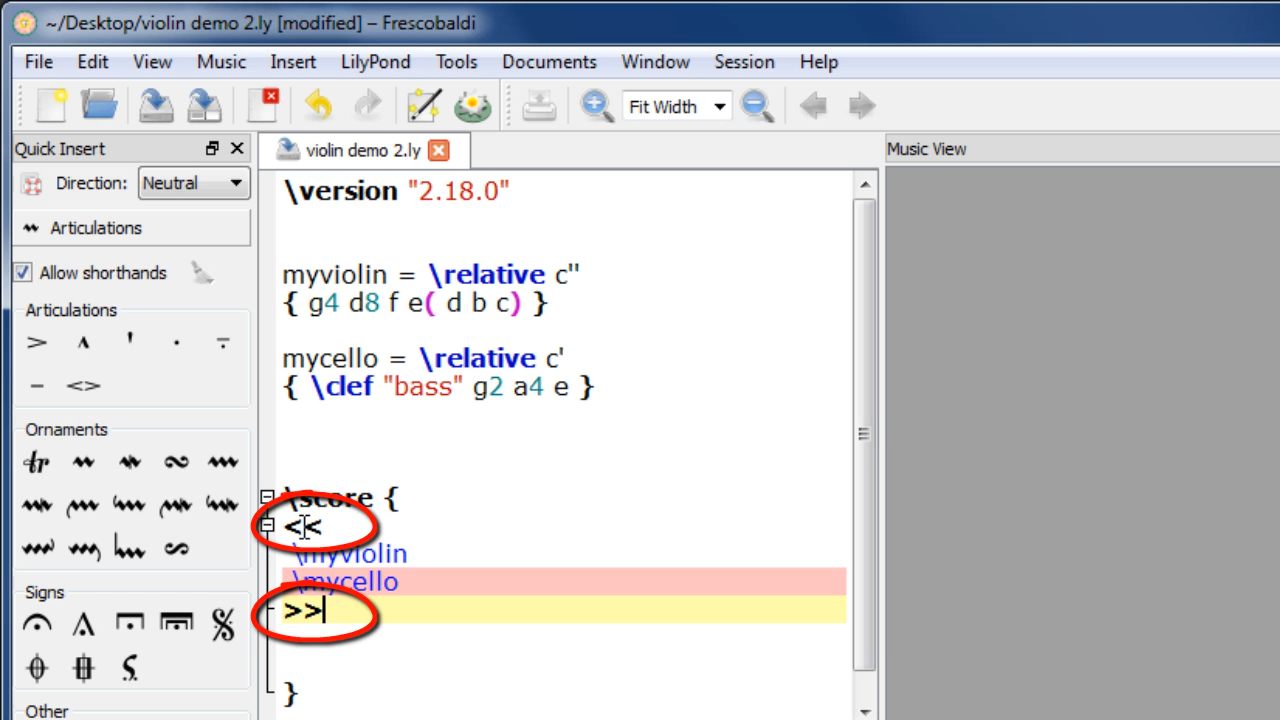 ~/Desktop/violin demo 2.ly [modified] – Frescobaldi
File Edit View Music Insert LilyPond Tools Documents Window Session Help
Fit Width
Quick Insert
Direction: Neutral
Articulations
Allow shorthands
Articulations
Ornaments
Signs
Other
violin demo 2.ly
\version "2.18.0"
myviolin = \relative c''
{ g4 d8 f e( d b c) }
mycello = \relative c'
{ \clef "bass" g2 a4 e }
\score {
<<
\myviolin
\mycello
>>
}
Music View